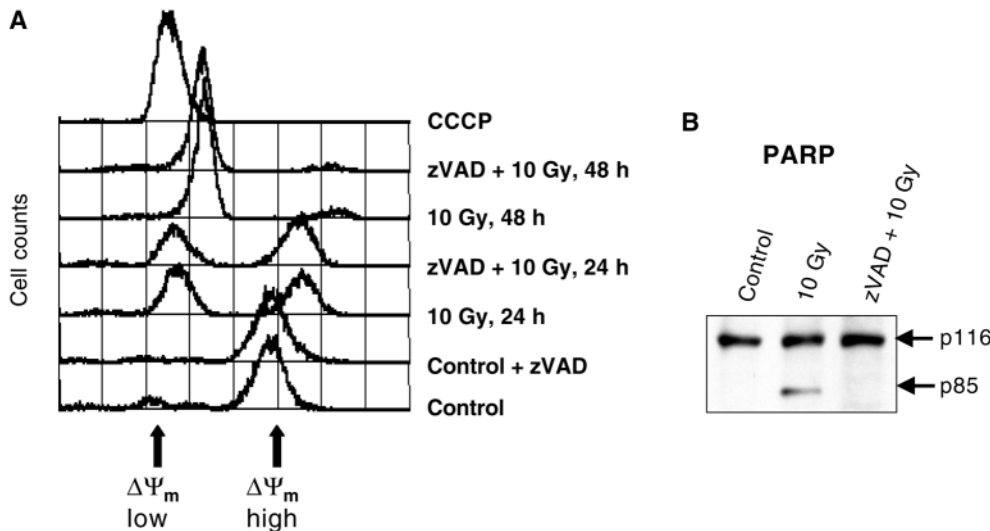 A
Cell counts
CCCP
zVAD + 10 Gy, 48 h
10 Gy, 48 h
zVAD + 10 Gy, 24 h
10 Gy, 24 h
Control + zVAD
Control
ΔΨm
low
ΔΨm
high
B
PARP
Control
10 Gy
zVAD + 10 Gy
p116
p85